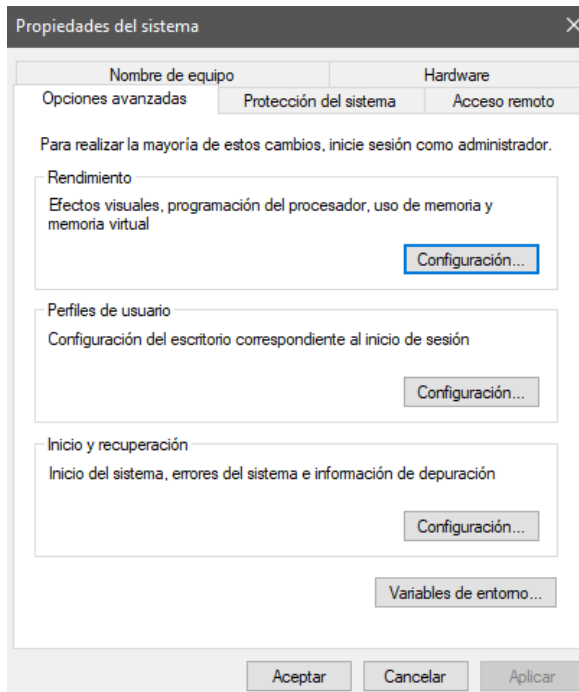 Propiedades del sistema
Nombre de equipo
Hardware
Opciones avanzadas
Protección del sistema
Acceso remoto
Para realizar la mayoría de estos cambios, inicie sesión como administrador.
Rendimiento
Efectos visuales, programación del procesador, uso de memoria y
memoria virtual
Configuración...
Perfiles de usuario
Configuración del escritorio correspondiente al inicio de sesión
Configuración...
Inicio y recuperación
Inicio del sistema, errores del sistema e información de depuración
Configuración...
Variables de entorno...
Aceptar
Cancelar
Aplicar